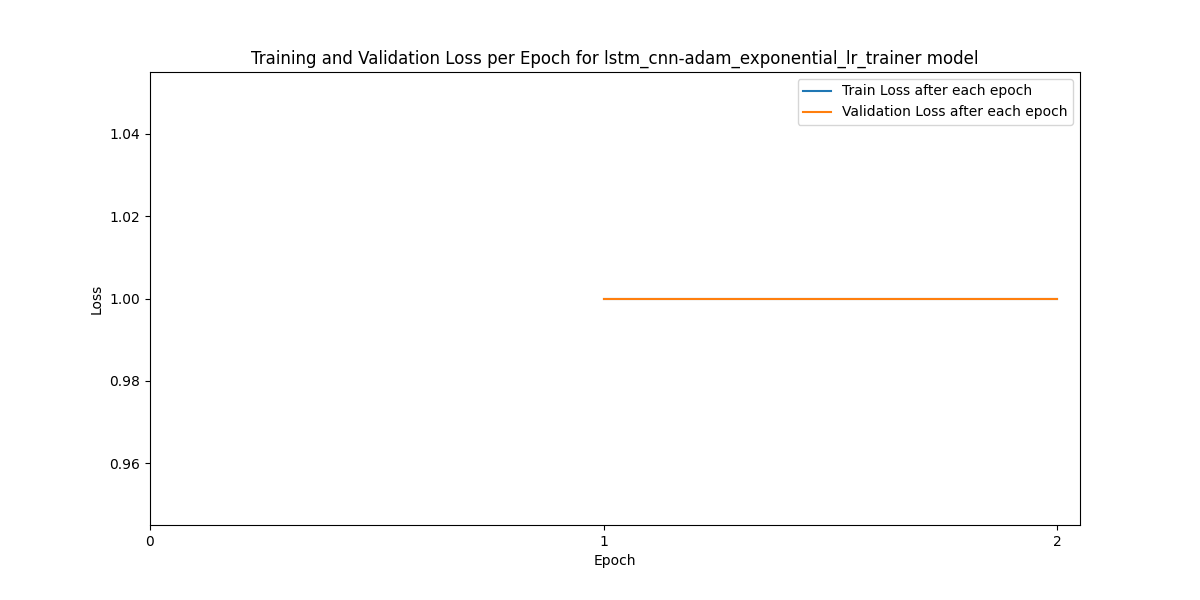 Training and Validation Loss per Epoch for lstm_cnn-adam_exponential_lr_trainer model
Train Loss after each epoch
Validation Loss after each epoch
1.04
1.02
1.00
0.98
0.96
Loss
0 1 2
Epoch